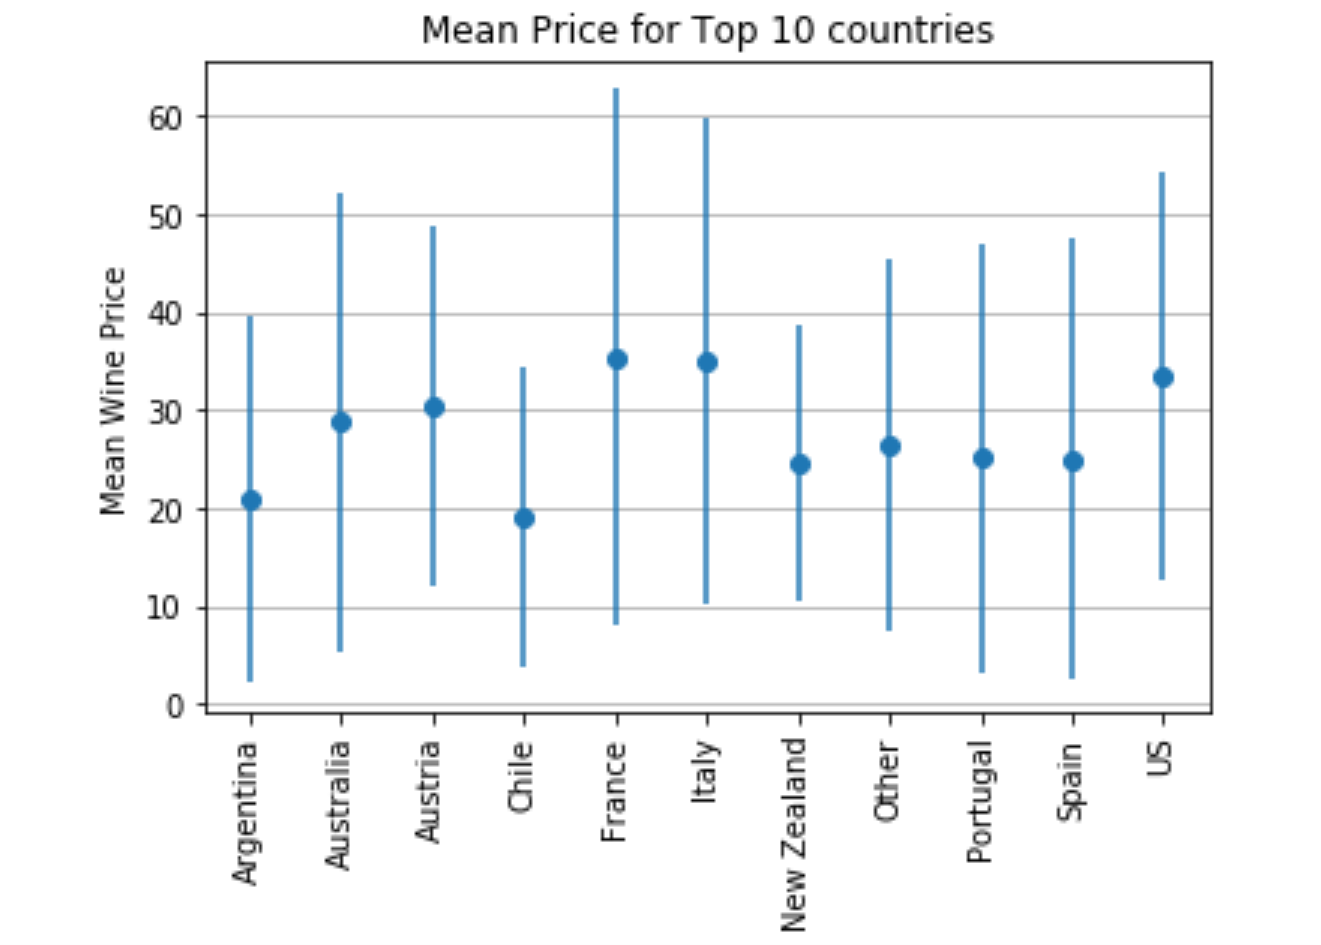 Mean Price for Top 10 countries
Mean Wine Price
60
50
40
30
20
10
0
Argentina
Australia
Austria
Chile
France
Italy
New Zealand
Other
Portugal
Spain
US